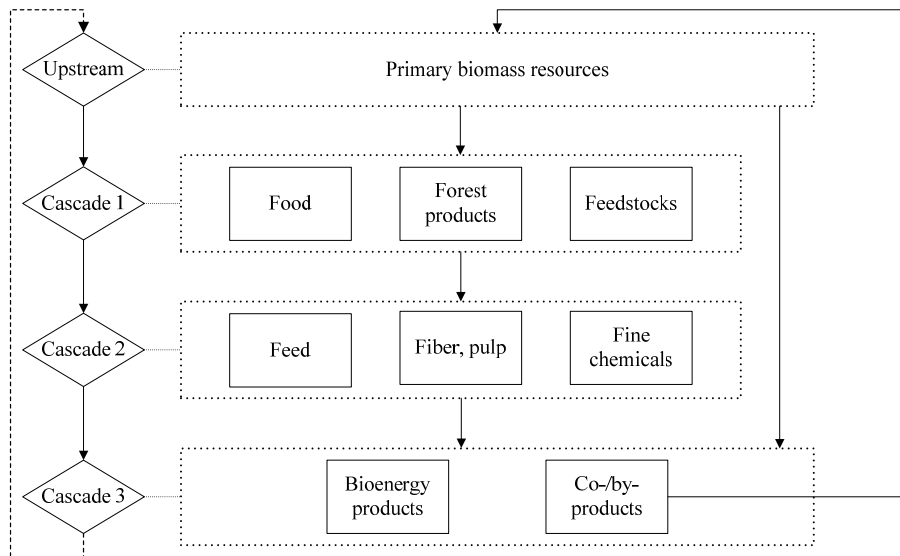 Upstream
Primary biomass resources
Cascade 1
Food
Forest
products
Feedstocks
Cascade 2
Feed
Fiber, pulp
Fine
chemicals
Cascade 3
Bioenergy
products
Co-/by-
products